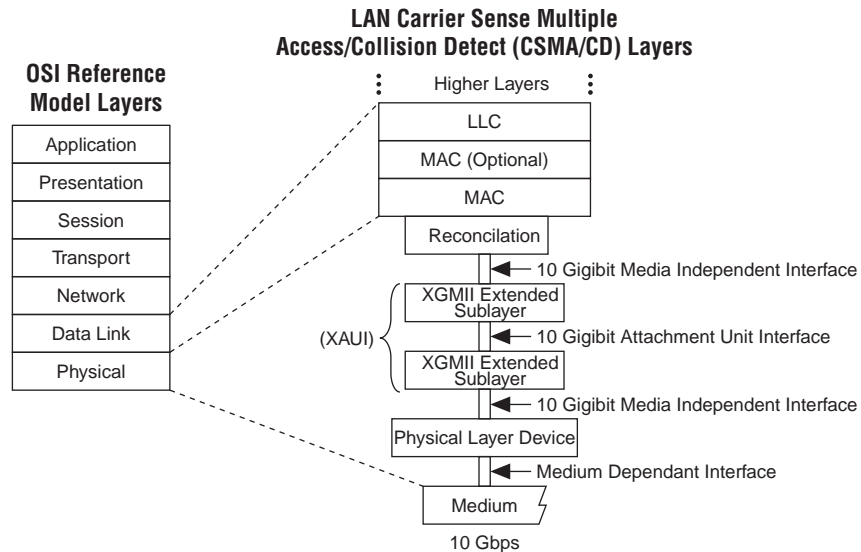 LAN Carrier Sense Multiple
Access/Collision Detect (CSMA/CD) Layers
OSI Reference
Model Layers
Application
Presentation
Session
Transport
Network
Data Link
Physical
Higher Layers
LLC
MAC (Optional)
MAC
Reconcilation
10 Gigibit Media Independent Interface
XGMII Extended
Sublayer
(XAUI)
10 Gigibit Attachment Unit Interface
XGMII Extended
Sublayer
10 Gigibit Media Independent Interface
Physical Layer Device
Medium Dependant Interface
Medium
10 Gbps